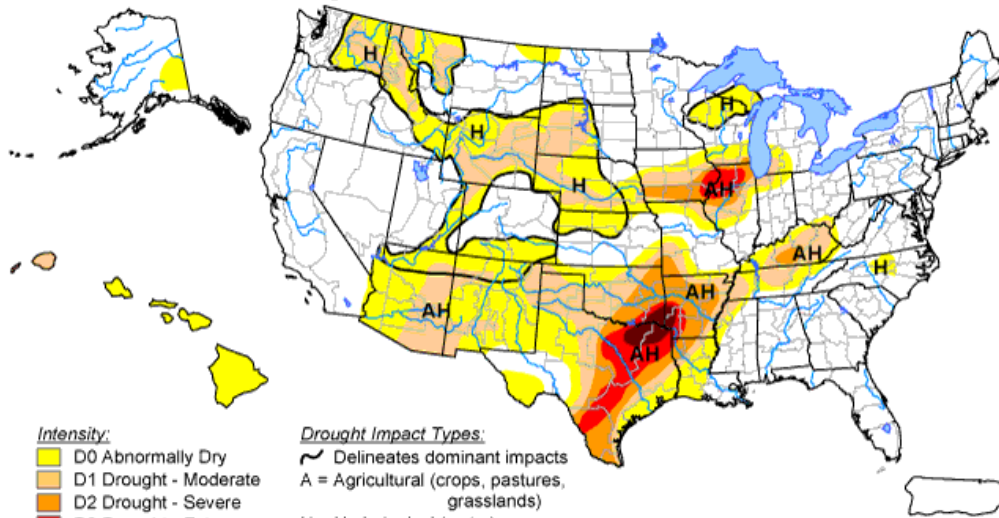 H
H
H
H
AH
AH
H
AH
AH
AH
Intensity:
D0 Abnormally Dry
D1 Drought - Moderate
D2 Drought - Severe
Drought Impact Types:
Delineates dominant impacts
A = Agricultural (crops, pastures,
grasslands)